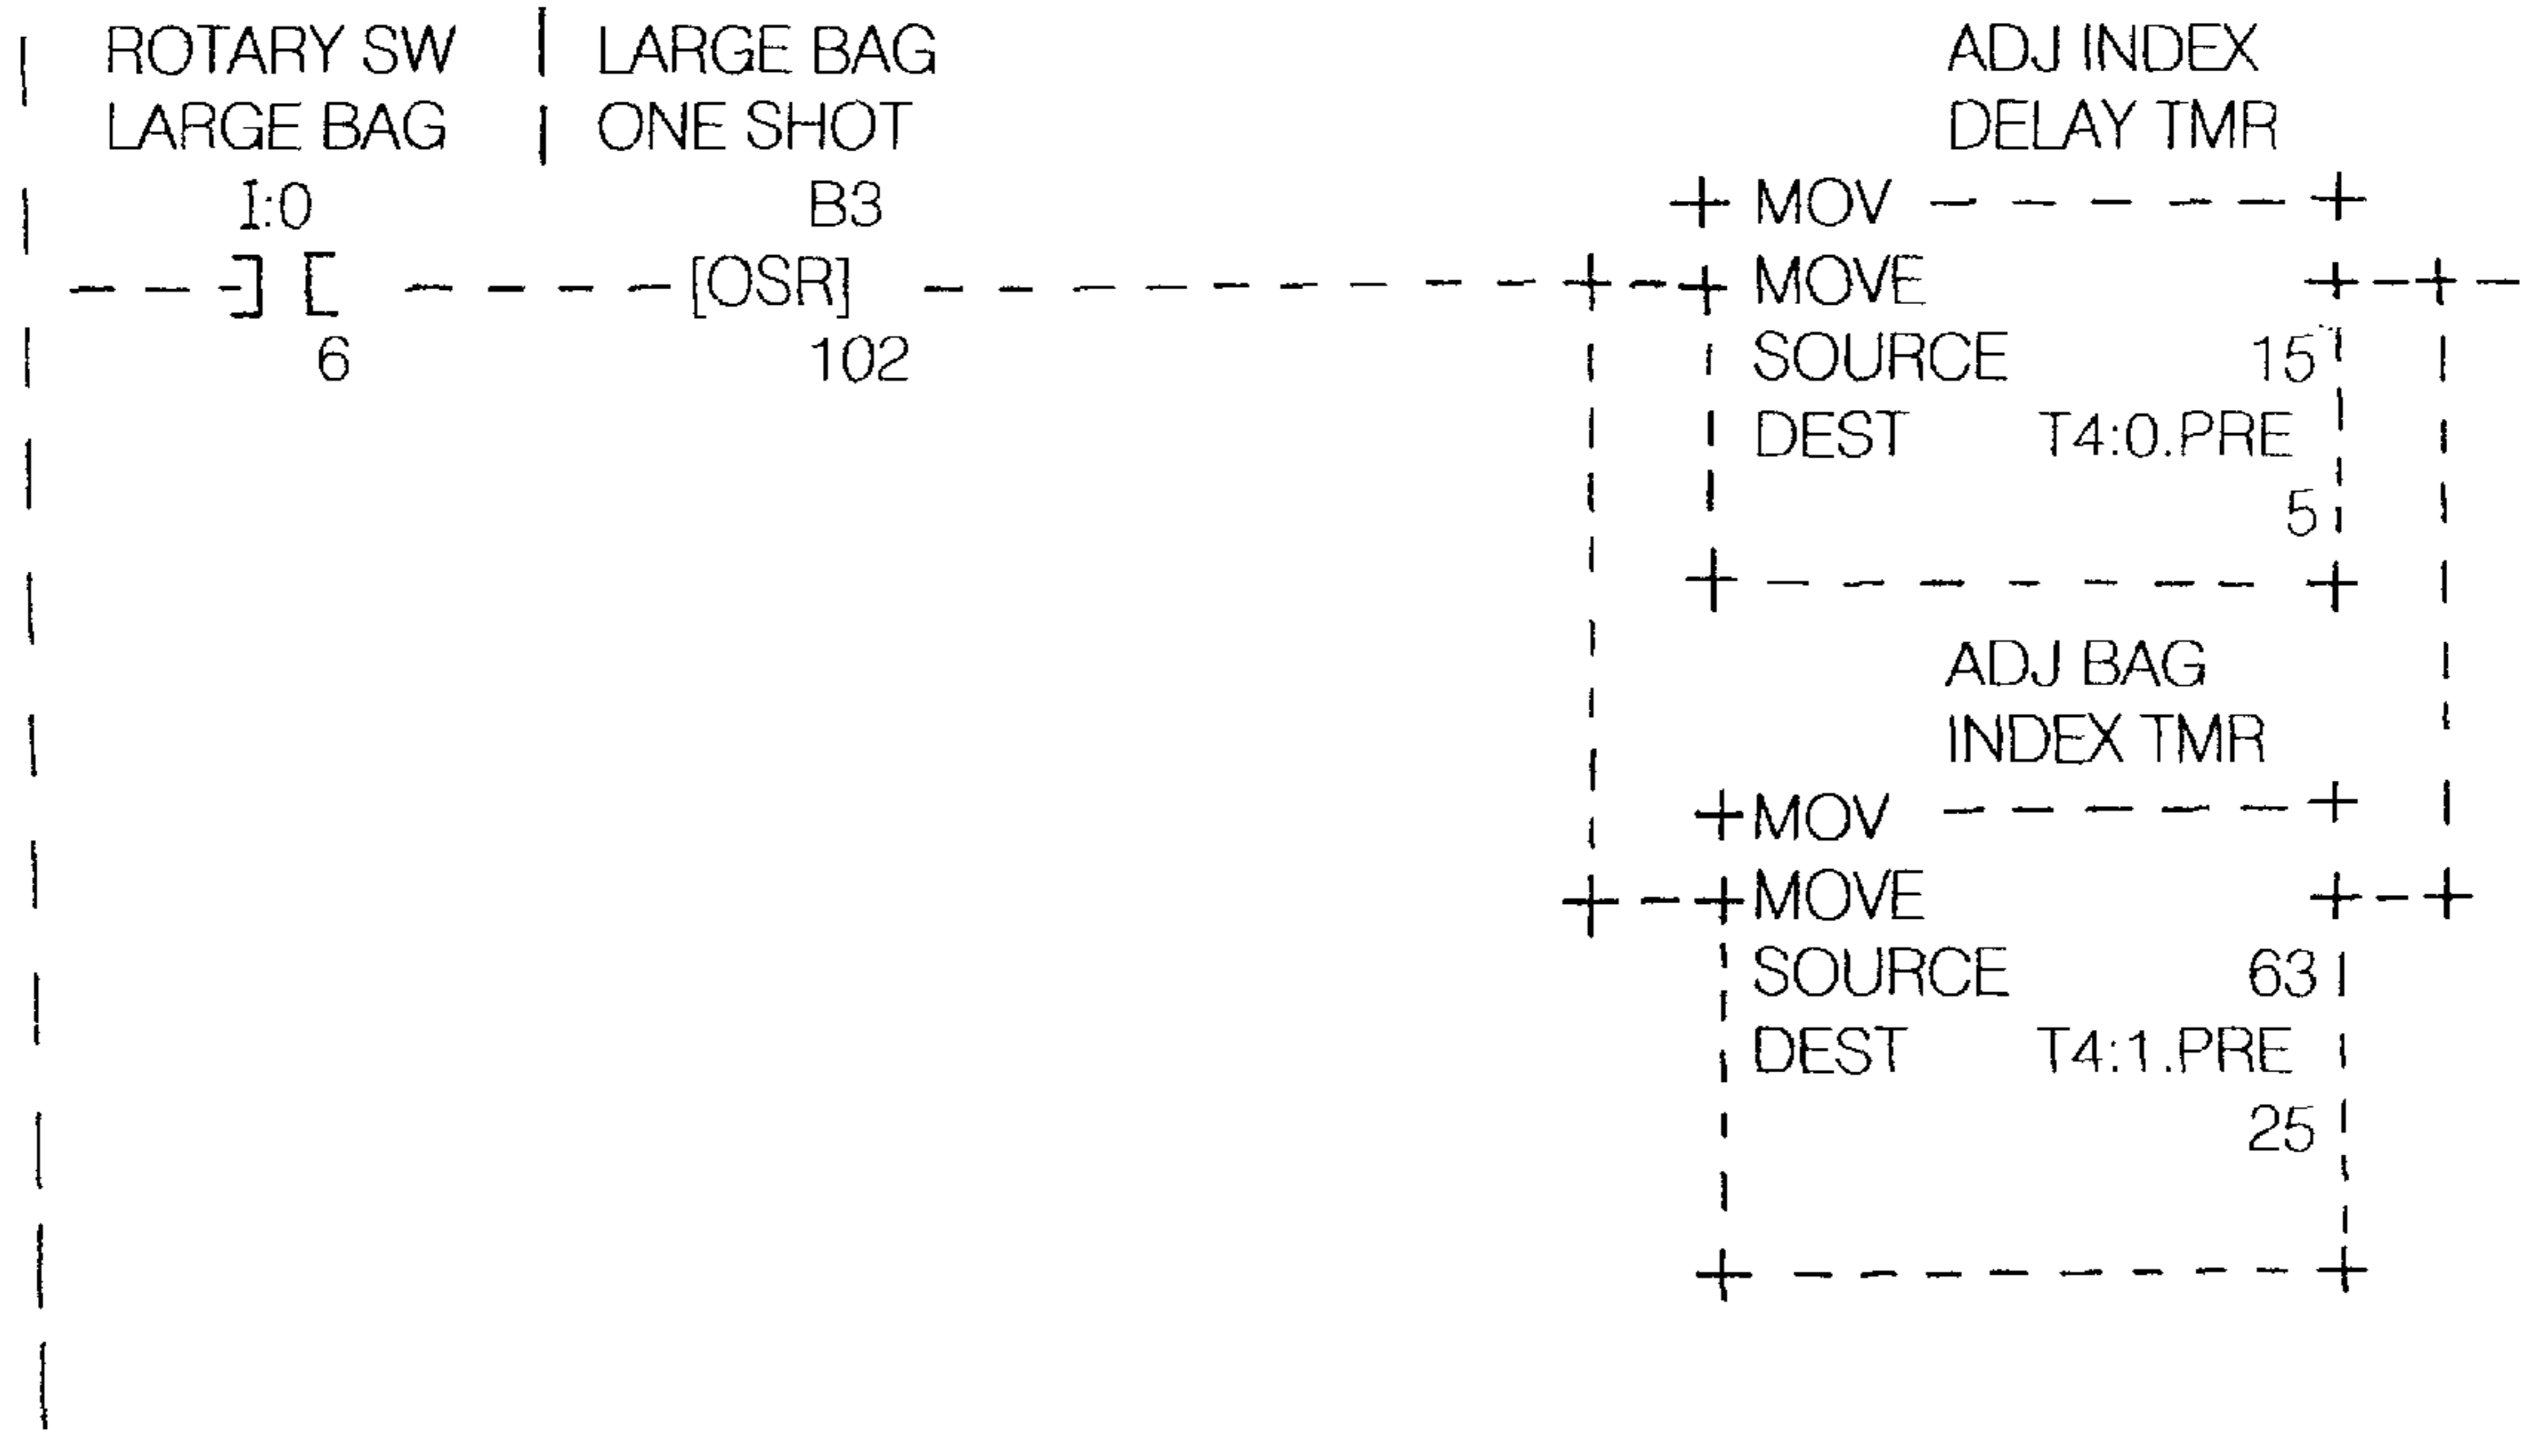 ROTARY SW | LARGE BAG
LARGE BAG | ONE SHOT
I:0 B3
] [ [OSR]
6 102
ADJ INDEX
DELAY TMR
MOV
MOVE
SOURCE 15
DEST T4:0.PRE
5
ADJ BAG
INDEX TMR
MOV
MOVE
SOURCE 63
DEST T4:1.PRE
25